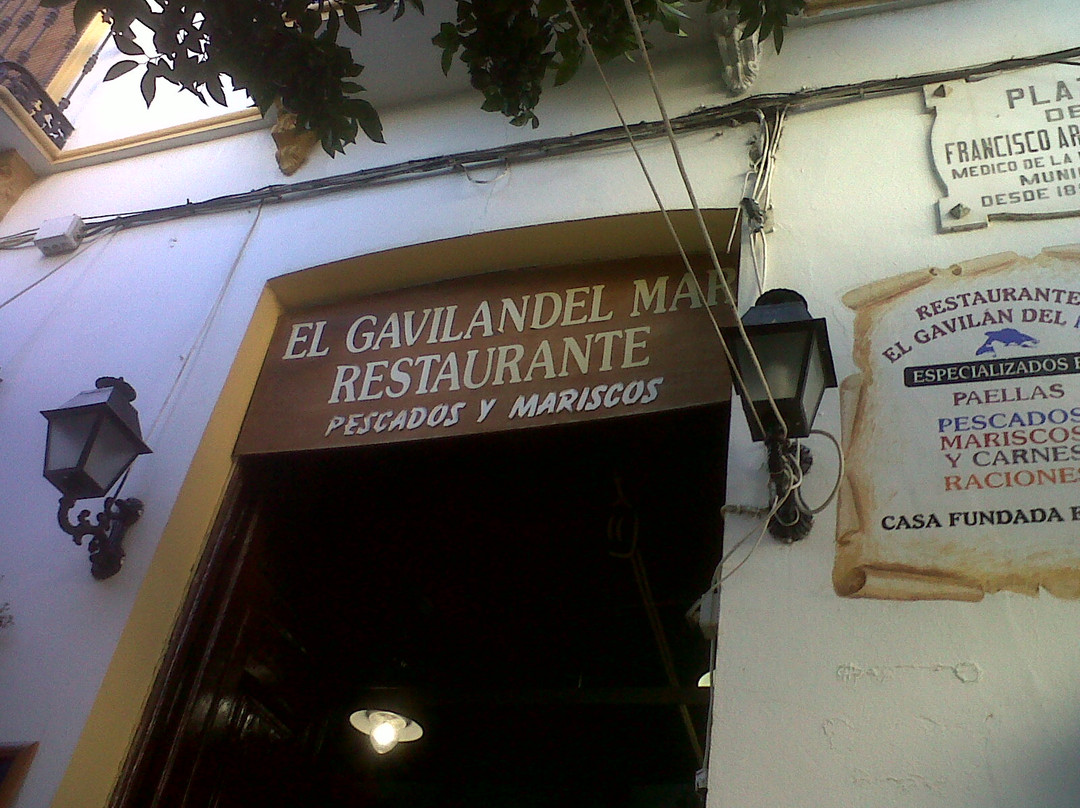 EL GAVILANDEL MAR
RESTAURANTE
PESCADOS Y MARISCOS
PLA
DE
FRANCISCO AR
MEDICO DE LA
MUNI
DESDE 18
RESTAURANTE
EL GAVILÁN DEL
ESPECIALIZADOS E
PAELLAS
PESCADOS
MARISCOS
Y CARNES
RACIONES
CASA FUNDADA E